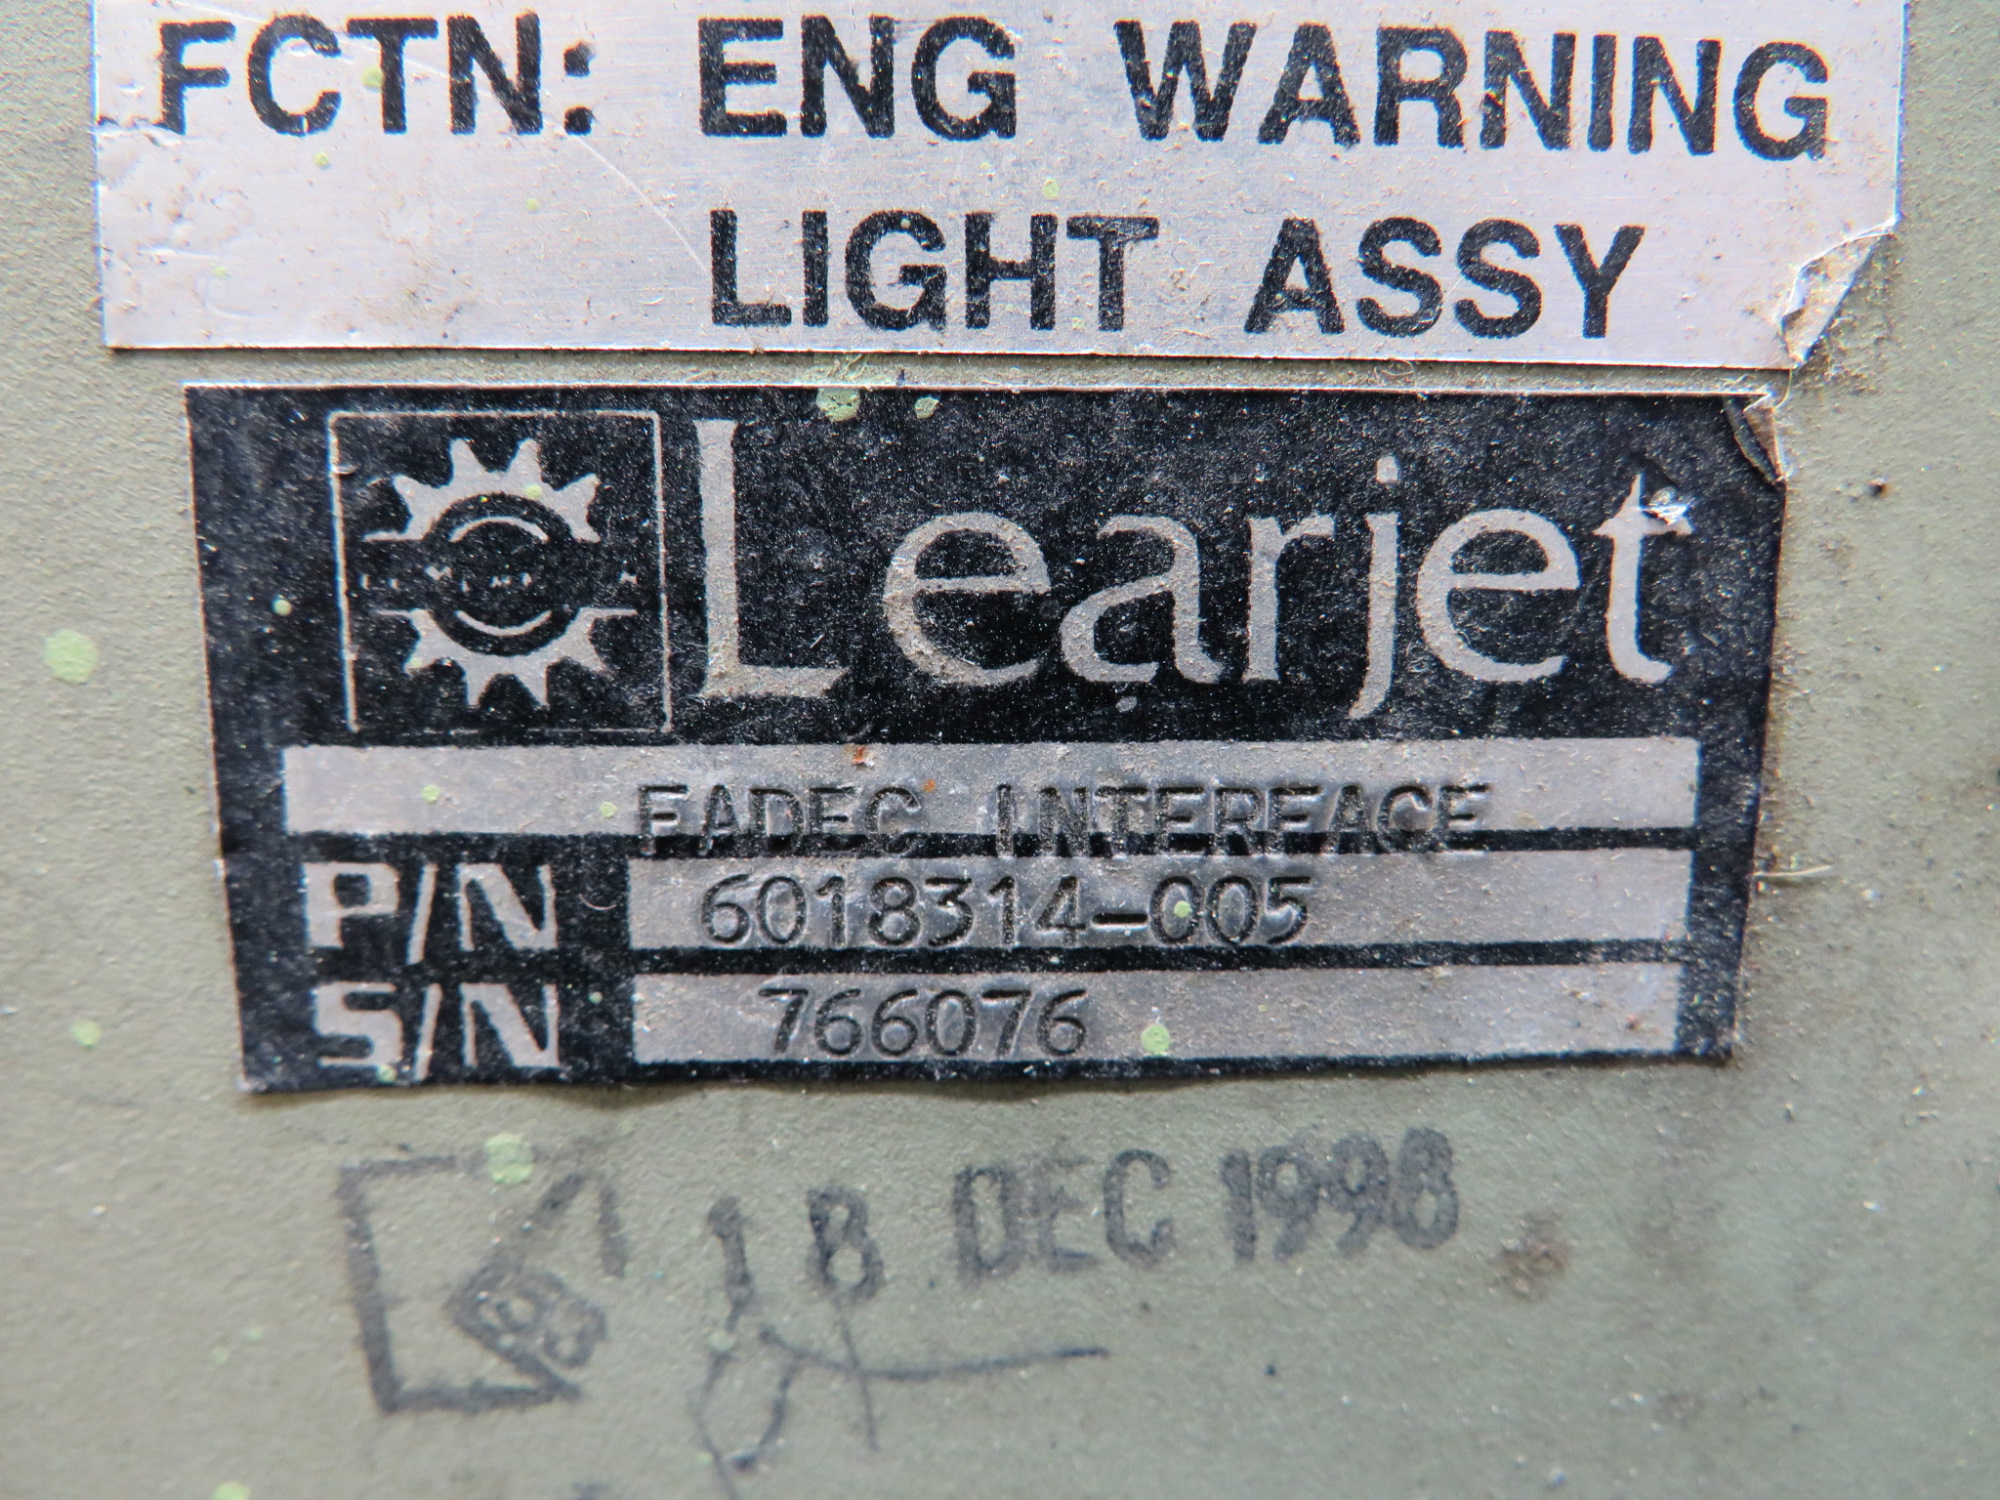 FCTN: ENG WARNING
LIGHT ASSY
Learjet
FADEC INTERFACE
P/N 6018314-005
S/N 766076
18 DEC 1998